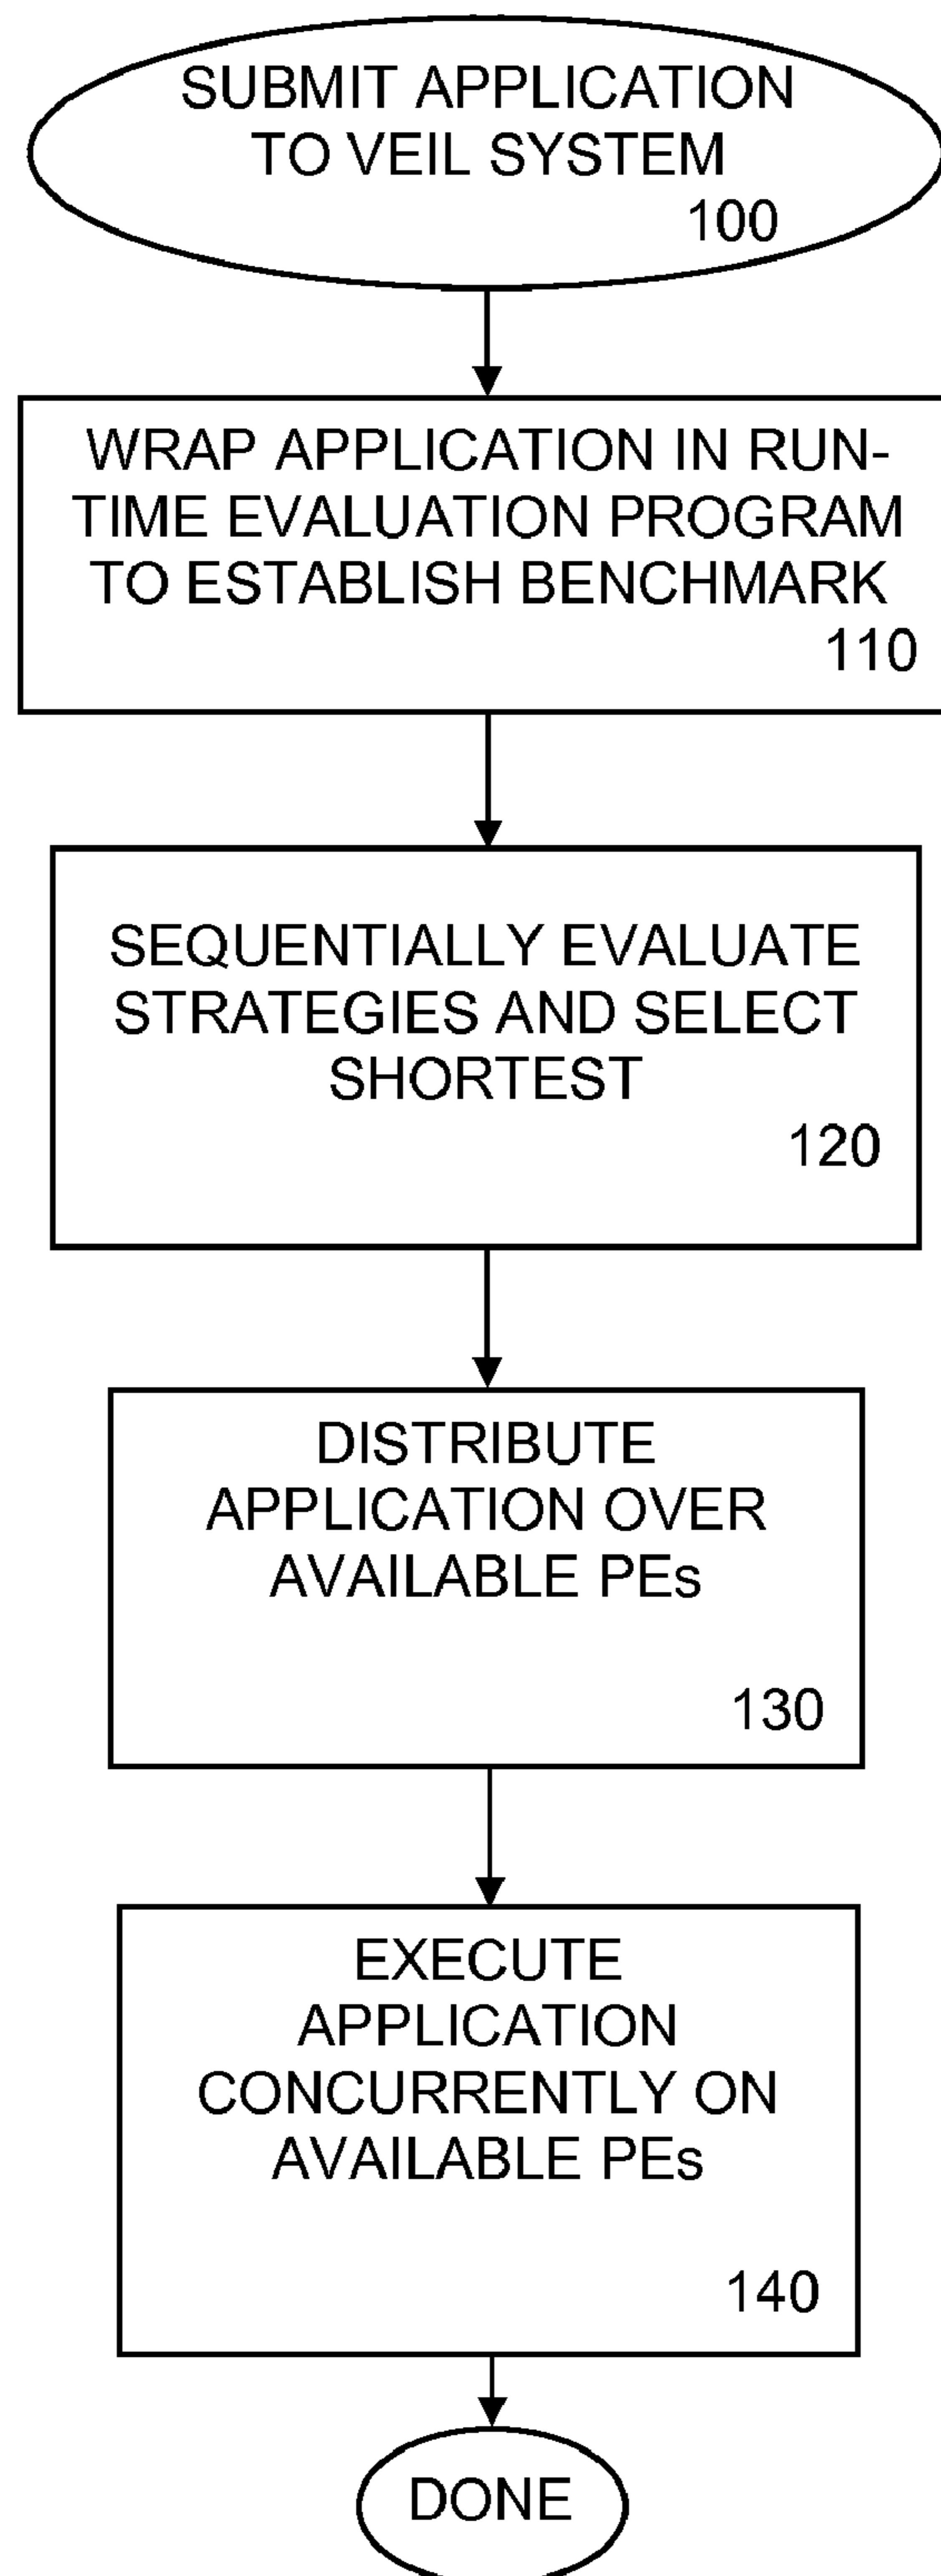 SUBMIT APPLICATION
TO VEIL SYSTEM
100
WRAP APPLICATION IN RUN-
TIME EVALUATION PROGRAM
TO ESTABLISH BENCHMARK
110
SEQUENTIALLY EVALUATE
STRATEGIES AND SELECT
SHORTEST
120
DISTRIBUTE
APPLICATION OVER
AVAILABLE PEs
130
EXECUTE
APPLICATION
CONCURRENTLY ON
AVAILABLE PEs
140
DONE